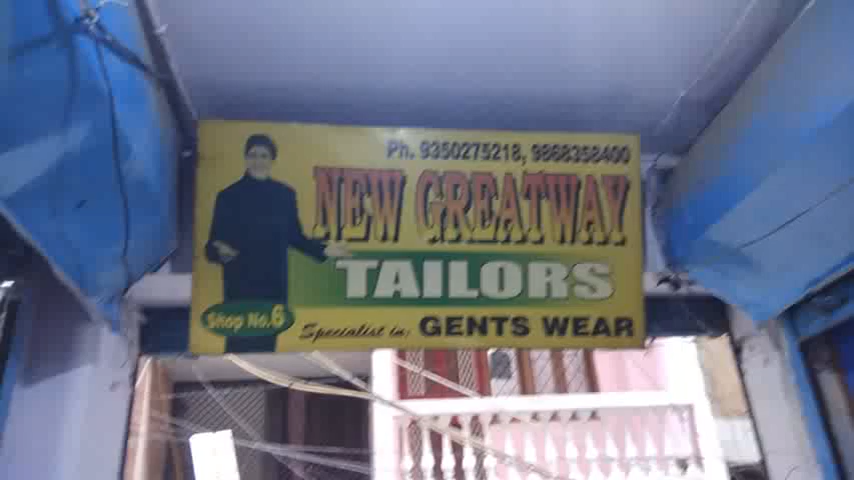 Ph. 9350275218, 9868358400
NEW GREATWAY
TAILORS
Shop No.6
Specialist in: GENTS WEAR